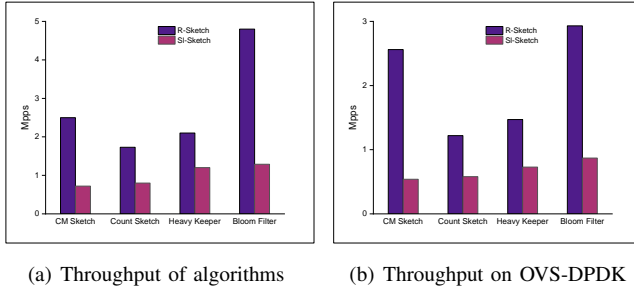 5
4
3
2
1
0
Mpps
R-Sketch
SI-Sketch
CM Sketch Count Sketch Heavy Keeper Bloom Filter
(a) Throughput of algorithms
3
2
1
0
Mpps
R-Sketch
SI-Sketch
CM Sketch Count Sketch Heavy Keeper Bloom Filter
(b) Throughput on OVS-DPDK